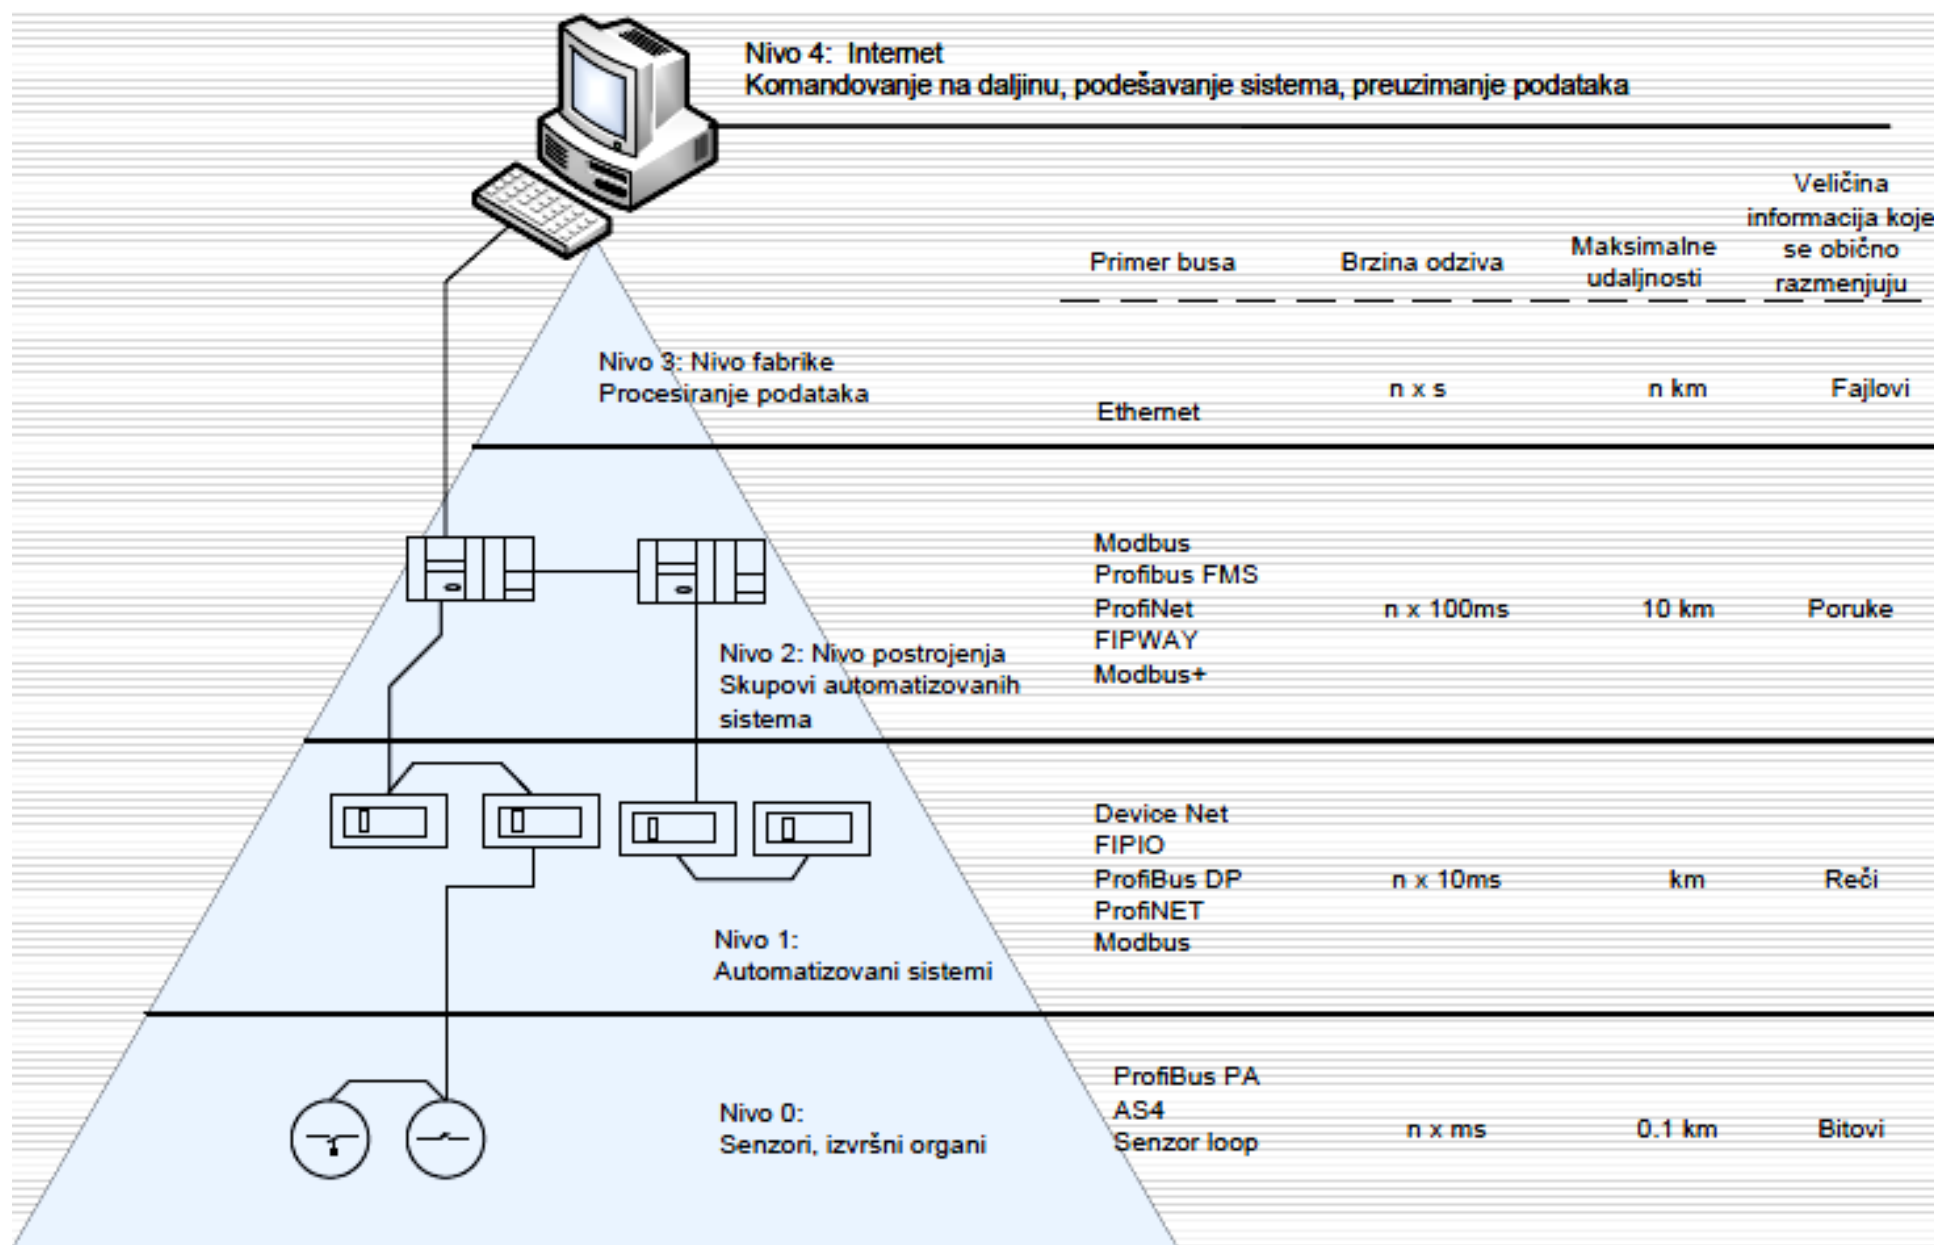 Nivo 4: Internet
Komandovanje na daljinu, podešavanje sistema, preuzimanje podataka
Primer busa
Brzina odziva
Maksimalne
udaljnosti
Veličina
informacija koje
se obično
razmenjuju
Nivo 3: Nivo fabrike
Procesiranje podataka
Ethernet
n x s
n km
Fajlovi
Nivo 2: Nivo postrojenja
Skupovi automatizovanih
sistema
Modbus
Profibus FMS
ProfiNet
FIPWAY
Modbus+
n x 100ms
10 km
Poruke
Nivo 1:
Automatizovani sistemi
Device Net
FIPIO
ProfiBus DP
ProfiNET
Modbus
n x 10ms
km
Reči
Nivo 0:
Senzori, izvršni organi
ProfiBus PA
AS4
Senzor loop
n x ms
0.1 km
Bitovi